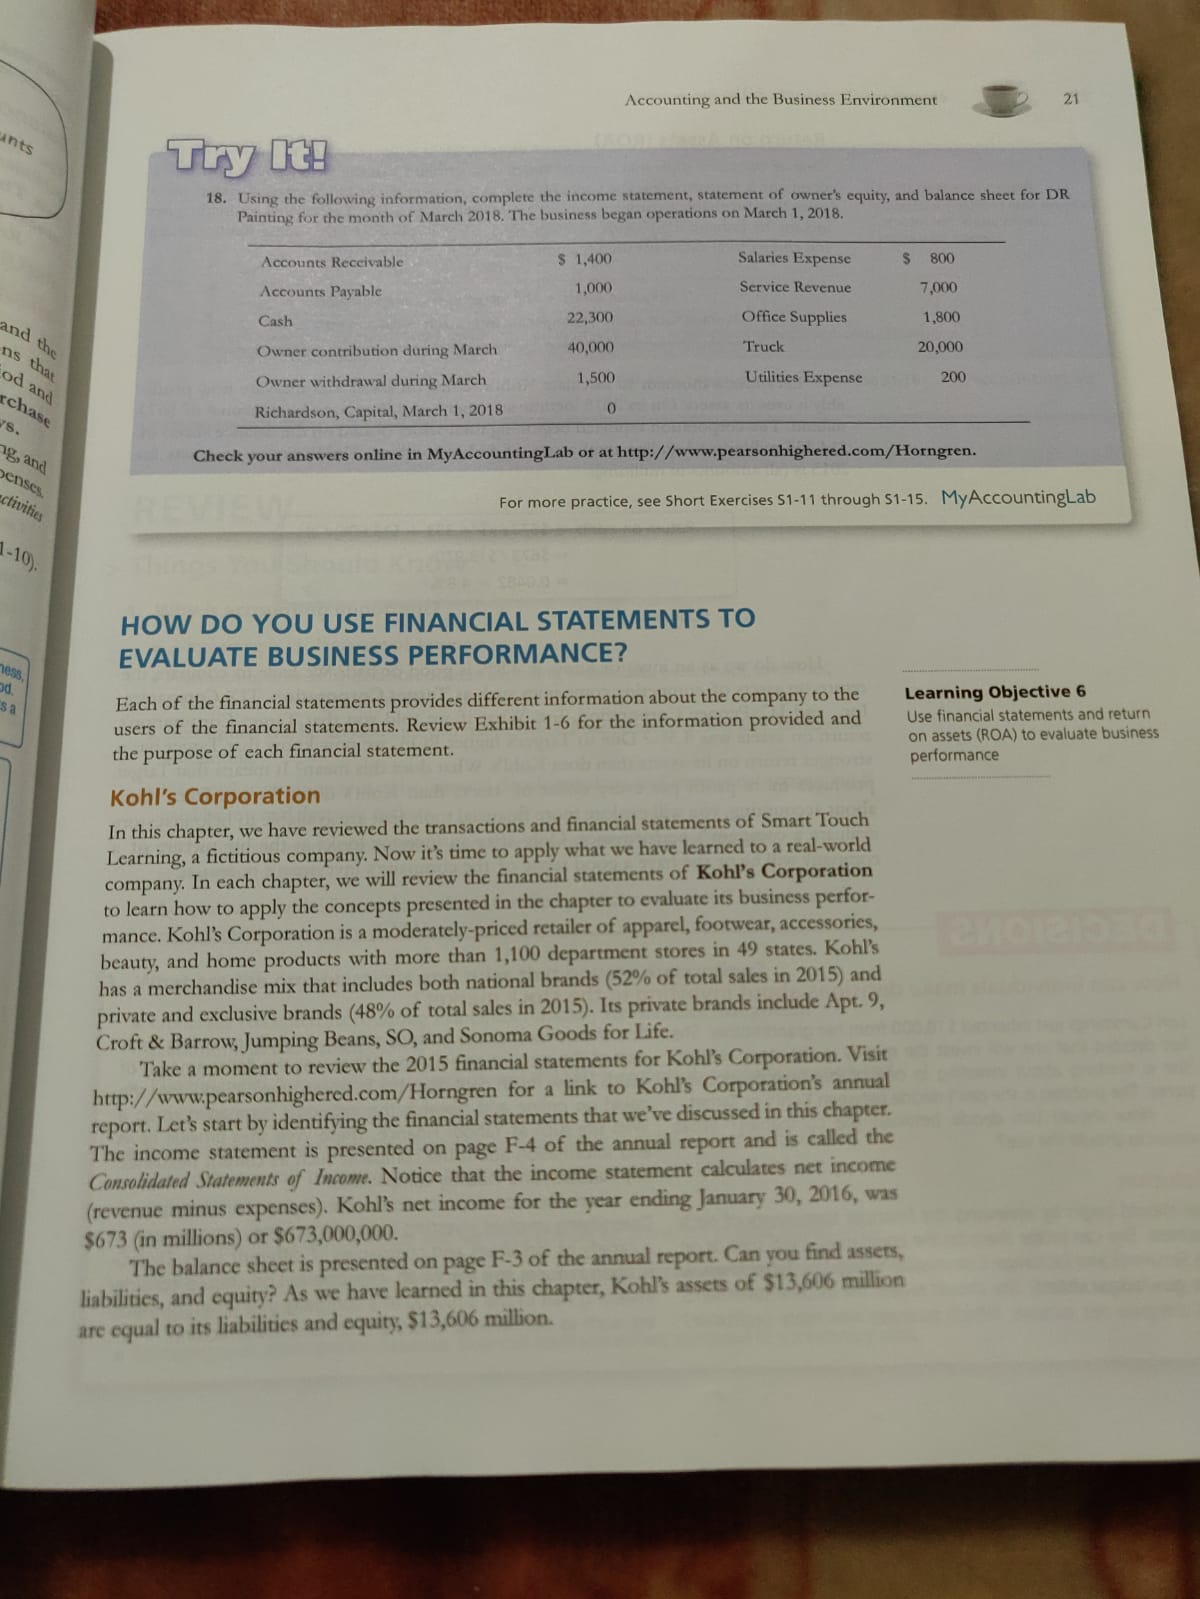 Accounting and the Business Environment 21
Try It!
18. Using the following information, complete the income statement, statement of owner's equity, and balance sheet for DR
Painting for the month of March 2018. The business began operations on March 1, 2018.
Accounts Receivable $ 1,400 Salaries Expense $ 800
Accounts Payable 1,000 Service Revenue 7,000
Cash 22,300 Office Supplies 1,800
Owner contribution during March 40,000 Truck 20,000
Owner withdrawal during March 1,500 Utilities Expense 200
Richardson, Capital, March 1, 2018 0
Check your answers online in MyAccountingLab or at http://www.pearsonhighered.com/Horngren.
For more practice, see Short Exercises S1-11 through S1-15. MyAccountingLab
HOW DO YOU USE FINANCIAL STATEMENTS TO
EVALUATE BUSINESS PERFORMANCE?
Each of the financial statements provides different information about the company to the
users of the financial statements. Review Exhibit 1-6 for the information provided and
the purpose of each financial statement.
Learning Objective 6
Use financial statements and return
on assets (ROA) to evaluate business
performance
Kohl's Corporation
In this chapter, we have reviewed the transactions and financial statements of Smart Touch
Learning, a fictitious company. Now it's time to apply what we have learned to a real-world
company. In each chapter, we will review the financial statements of Kohl's Corporation
to learn how to apply the concepts presented in the chapter to evaluate its business perfor-
mance. Kohl's Corporation is a moderately-priced retailer of apparel, footwear, accessories,
beauty, and home products with more than 1,100 department stores in 49 states. Kohl's
has a merchandise mix that includes both national brands (52% of total sales in 2015) and
private and exclusive brands (48% of total sales in 2015). Its private brands include Apt. 9,
Croft & Barrow, Jumping Beans, SO, and Sonoma Goods for Life.
Take a moment to review the 2015 financial statements for Kohl's Corporation. Visit
http://www.pearsonhighered.com/Horngren for a link to Kohl's Corporation's annual
report. Let's start by identifying the financial statements that we've discussed in this chapter.
The income statement is presented on page F-4 of the annual report and is called the
Consolidated Statements of Income. Notice that the income statement calculates net income
(revenue minus expenses). Kohl's net income for the year ending January 30, 2016, was
$673 (in millions) or $673,000,000.
The balance sheet is presented on page F-3 of the annual report. Can you find assets,
liabilities, and equity? As we have learned in this chapter, Kohl's assets of $13,606 million
are equal to its liabilities and equity, $13,606 million.